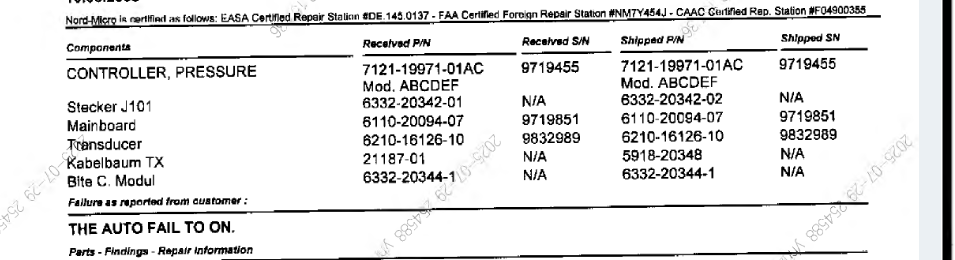 Nord-Micro is certified as follows: EASA Certified Repair Station #DE.145.0137 - FAA Certified Foreign Repair Station #NM7Y454J - CAAC Certified Rep. Station #F04900355
Components Received P/N Received S/N Shipped P/N Shipped SN
CONTROLLER, PRESSURE 7121-19971-01AC 9719455 7121-19971-01AC 9719455
Mod. ABCDEF Mod. ABCDEF
Stecker J101 6332-20342-01 N/A 6332-20342-02 N/A
Mainboard 6110-20094-07 9719851 6110-20094-07 9719851
Transducer 6210-16126-10 9832989 6210-16126-10 9832989
Kabelbaum TX 21187-01 N/A 5918-20348 N/A
Bite C. Modul 6332-20344-1 N/A 6332-20344-1 N/A
Failure as reported from customer :
THE AUTO FAIL TO ON.
Parts - Findings - Repair Information